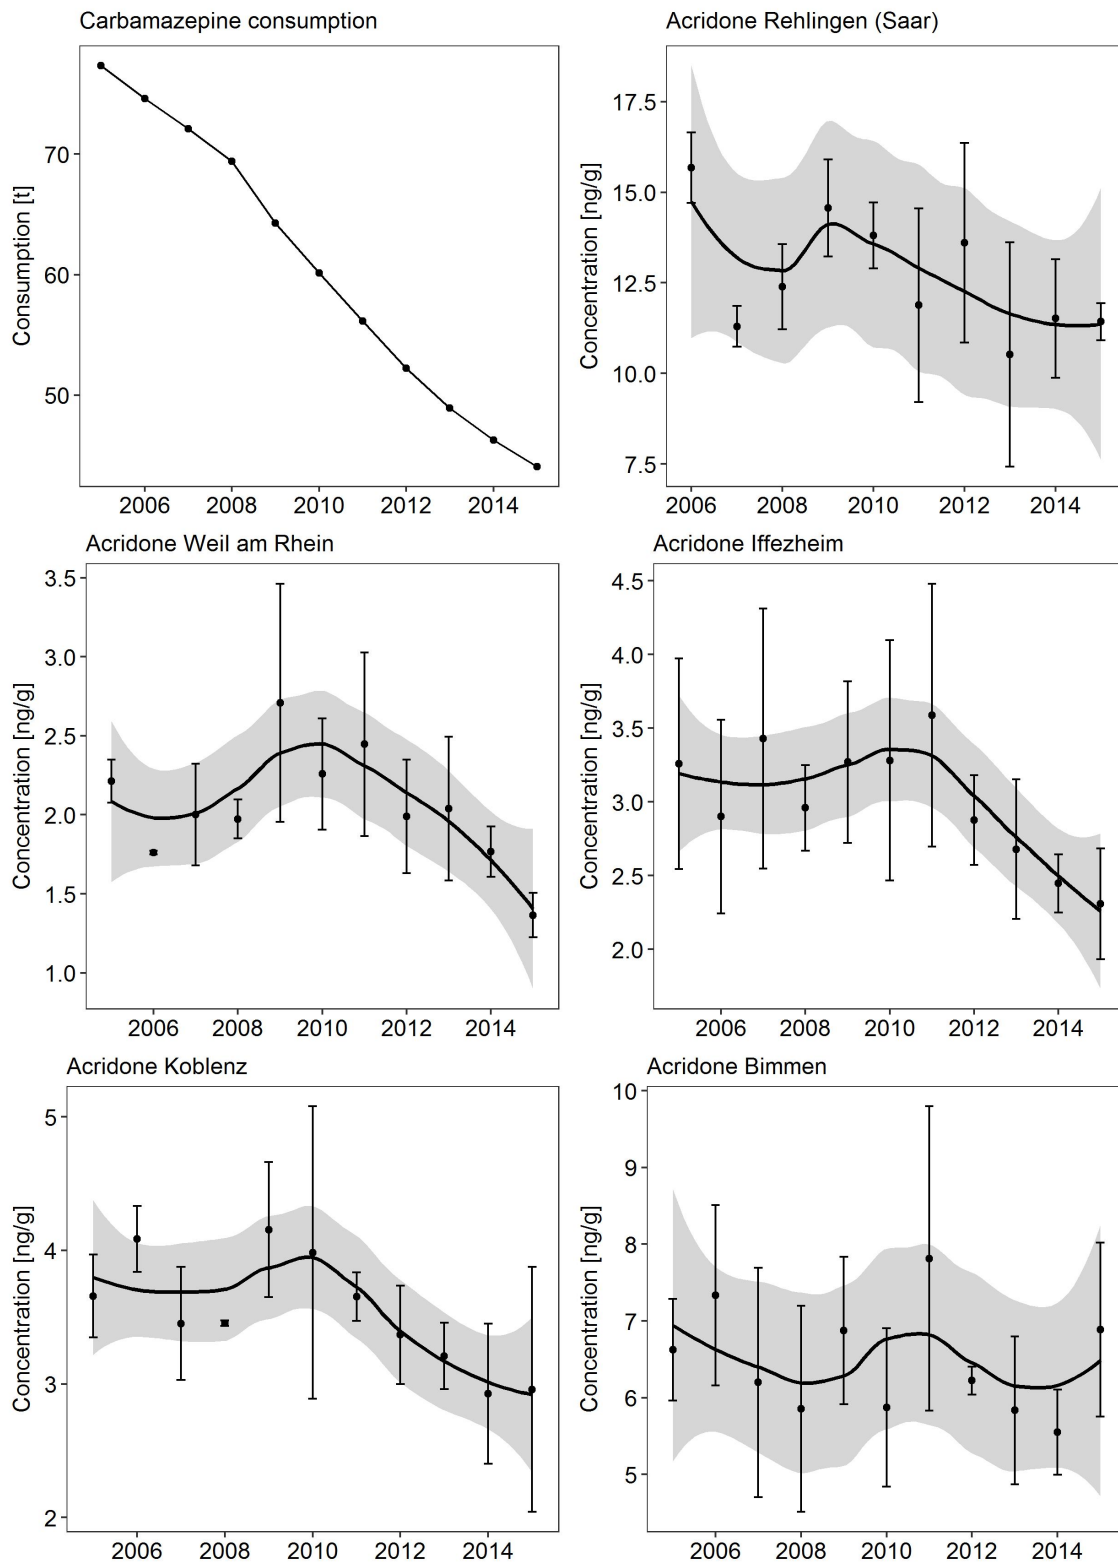 Carbamazepine consumption
Consumption [t]
70
60
50
2006 2008 2010 2012 2014
Acridone Rehlingen (Saar)
Concentration [ng/g]
17.5
15.0
12.5
10.0
7.5
2006 2008 2010 2012 2014
Acridone Weil am Rhein
Concentration [ng/g]
3.5
3.0
2.5
2.0
1.5
1.0
2006 2008 2010 2012 2014
Acridone Iffezheim
Concentration [ng/g]
4.5
4.0
3.5
3.0
2.5
2.0
2006 2008 2010 2012 2014
Acridone Koblenz
Concentration [ng/g]
5
4
3
2
2006 2008 2010 2012 2014
Acridone Bimmen
Concentration [ng/g]
10
9
8
7
6
5
2006 2008 2010 2012 2014